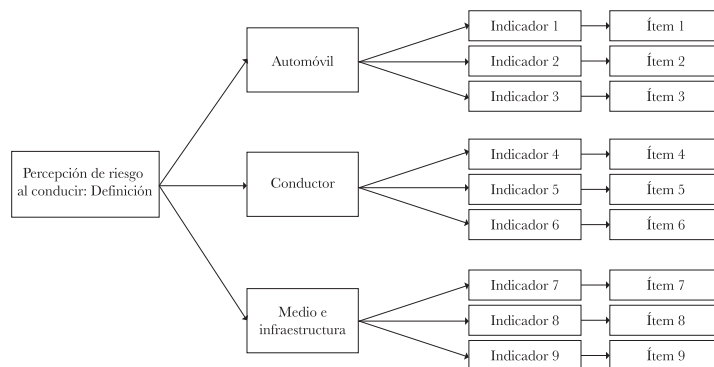 Percepción de riesgo
al conducir: Definición
Automóvil
Indicador 1
Ítem 1
Indicador 2
Ítem 2
Indicador 3
Ítem 3
Conductor
Indicador 4
Ítem 4
Indicador 5
Ítem 5
Indicador 6
Ítem 6
Medio e
infraestructura
Indicador 7
Ítem 7
Indicador 8
Ítem 8
Indicador 9
Ítem 9